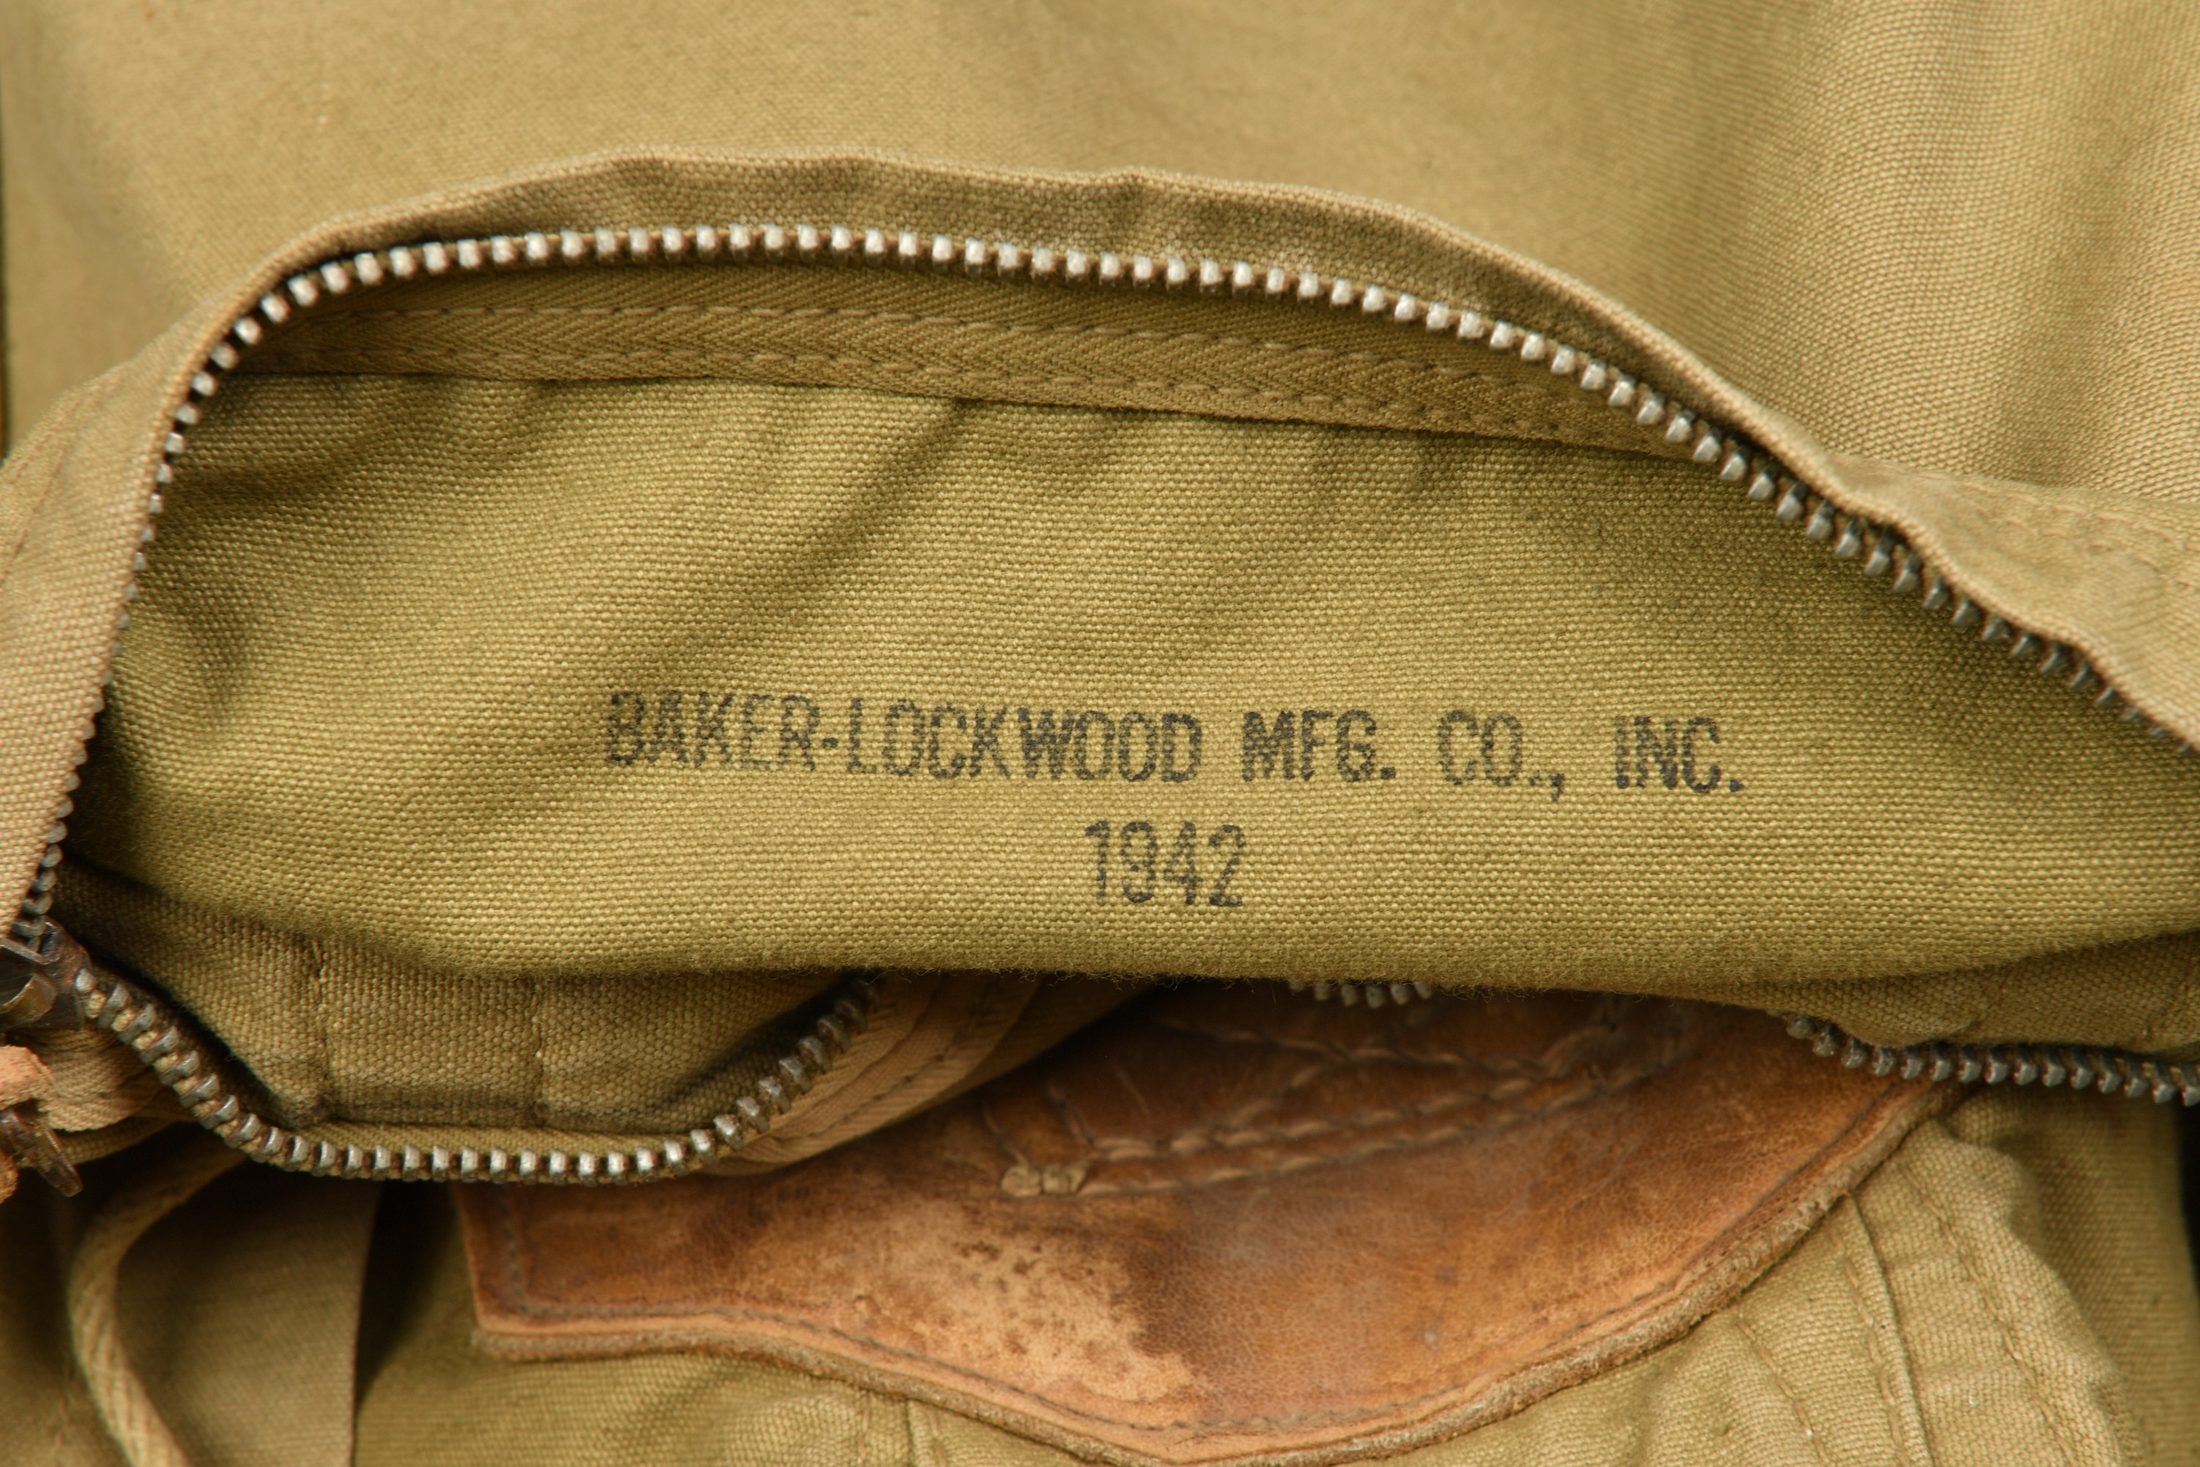 BAKER-LOCKWOOD MFG. CO., INC.
1942